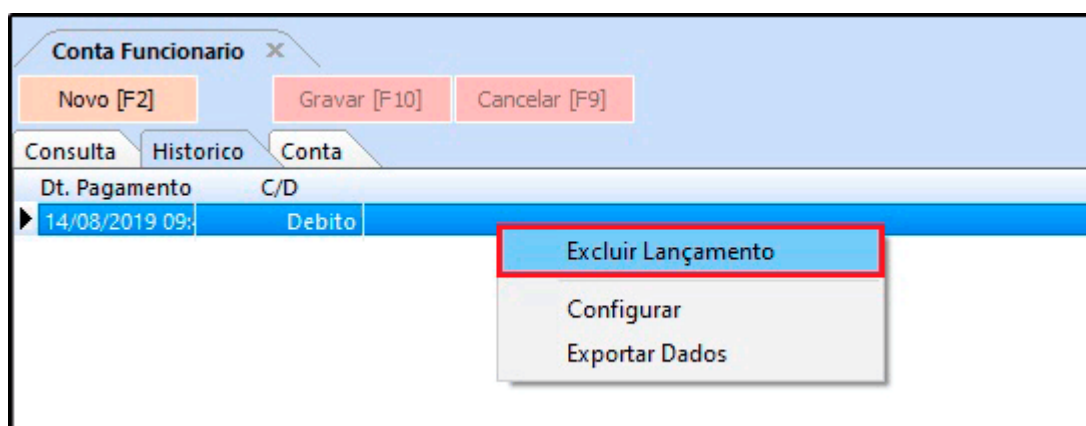 Conta Funcionario
Novo [F2] Gravar [F10] Cancelar [F9]
Consulta Historico Conta
Dt. Pagamento C/D
14/08/2019 09: Debito
Excluir Lançamento
Configurar
Exportar Dados